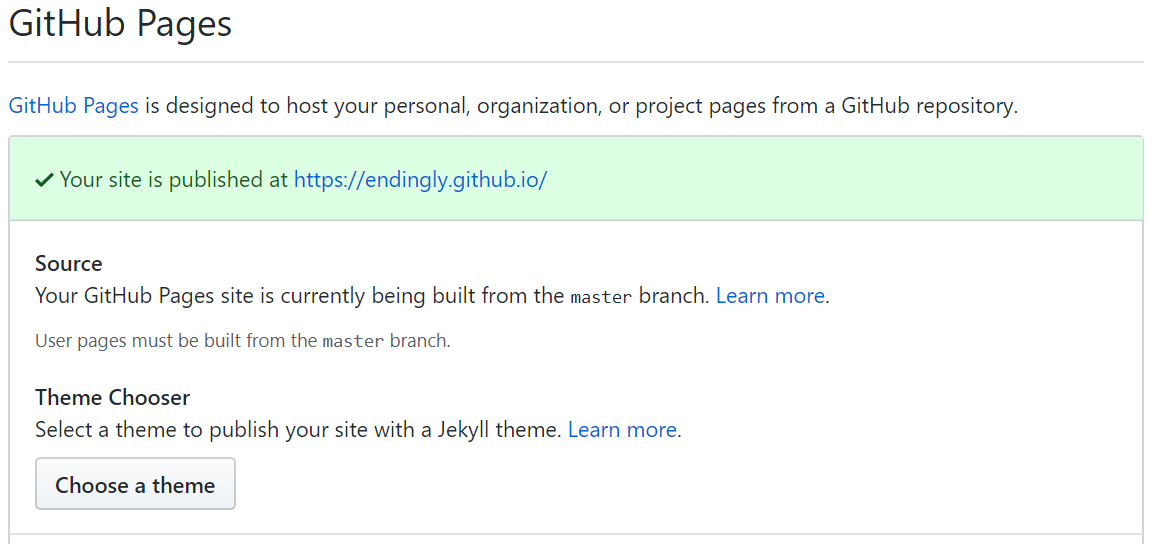 GitHub Pages
GitHub Pages is designed to host your personal, organization, or project pages from a GitHub repository.
✓ Your site is published at https://endingly.github.io/
Source
Your GitHub Pages site is currently being built from the master branch. Learn more.
User pages must be built from the master branch.
Theme Chooser
Select a theme to publish your site with a Jekyll theme. Learn more.
Choose a theme